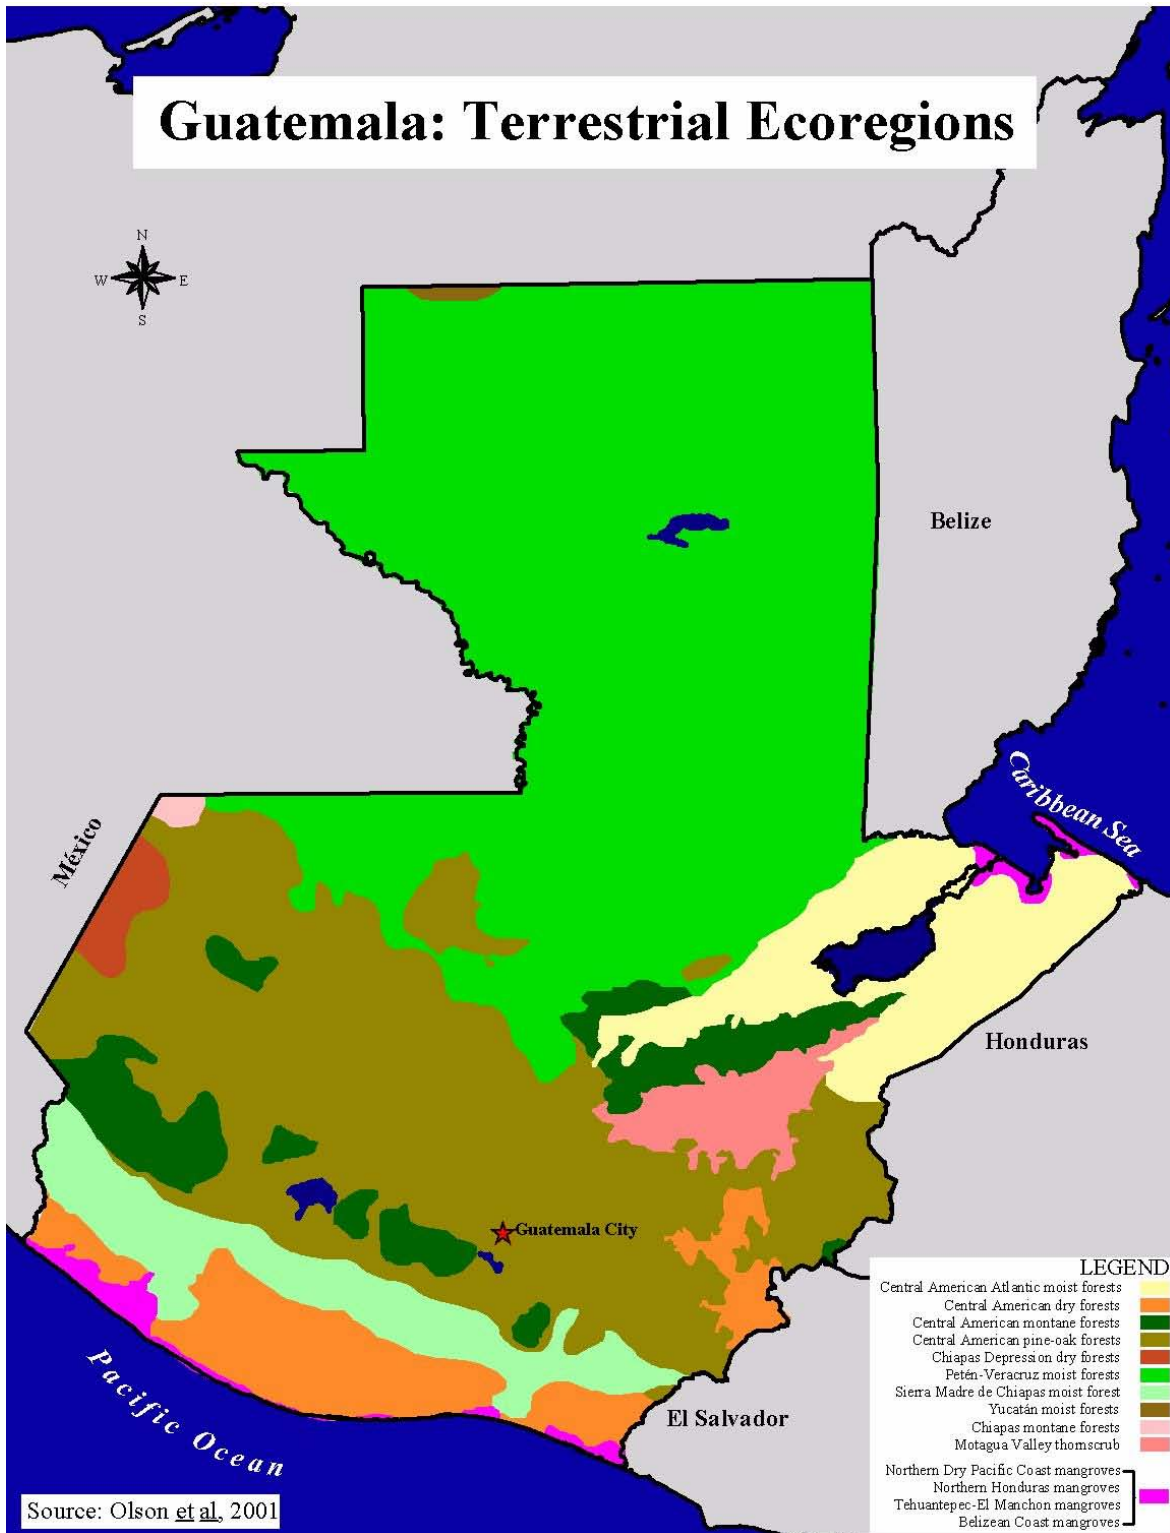 Guatemala: Terrestrial Ecoregions
N
W E
S
Belize
Caribbean Sea
México
Honduras
Guatemala City
El Salvador
Pacific Ocean
LEGEND
Central American Atlantic moist forests
Central American dry forests
Central American montane forests
Central American pine-oak forests
Chiapas Depression dry forests
Petén-Veracruz moist forests
Sierra Madre de Chiapas moist forest
Yucatán moist forests
Chiapas montane forests
Motagua Valley thornscrub
Northern Dry Pacific Coast mangroves
Northern Honduras mangroves
Tehuantepec-El Manchon mangroves
Belizean Coast mangroves
Source: Olson et al, 2001